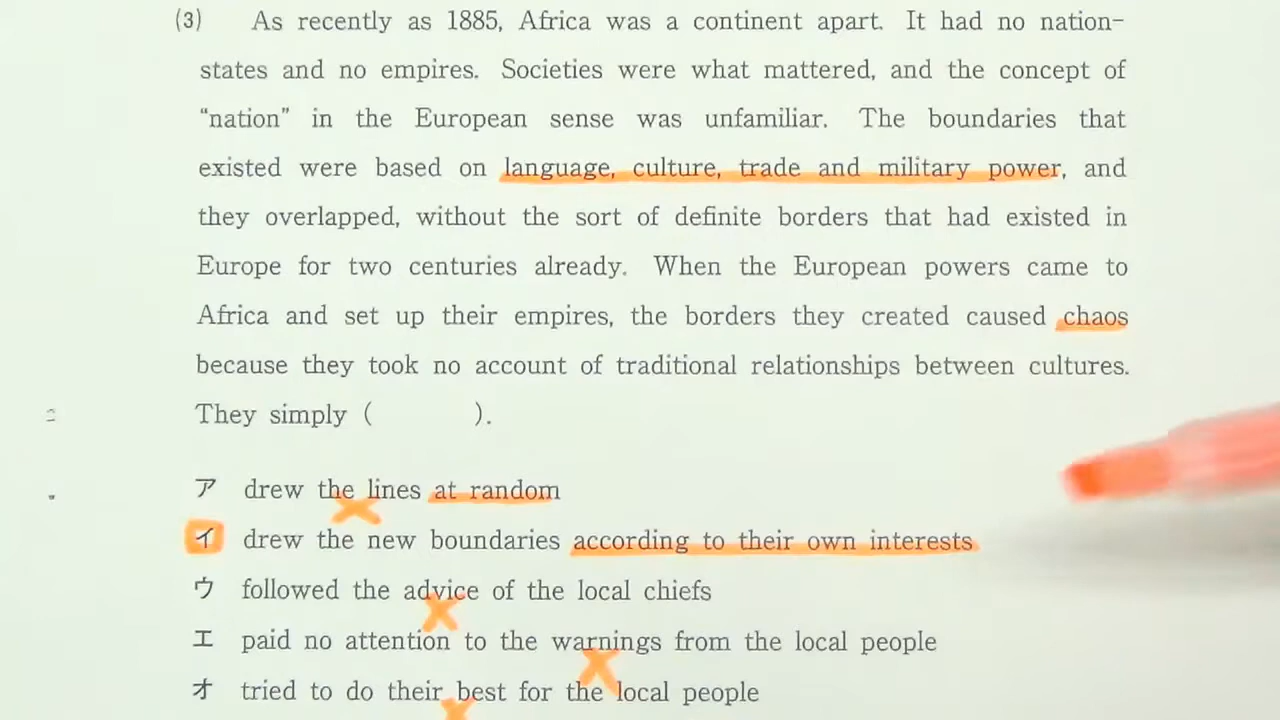 (3) As recently as 1885, Africa was a continent apart. It had no nation-
states and no empires. Societies were what mattered, and the concept of
“nation” in the European sense was unfamiliar. The boundaries that
existed were based on language, culture, trade and military power, and
they overlapped, without the sort of definite borders that had existed in
Europe for two centuries already. When the European powers came to
Africa and set up their empires, the borders they created caused chaos
because they took no account of traditional relationships between cultures.
They simply ( ).
ア drew the lines at random
イ drew the new boundaries according to their own interests
ウ followed the advice of the local chiefs
エ paid no attention to the warnings from the local people
オ tried to do their best for the local people